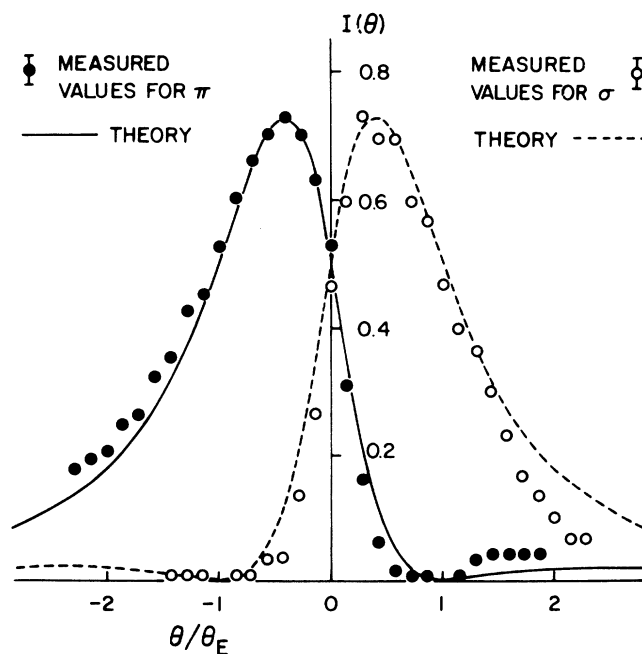 I(θ)
MEASURED
VALUES FOR π
THEORY
MEASURED
VALUES FOR σ
THEORY
0.8
0.6
0.4
0.2
-2
-1
0
1
2
θ/θE